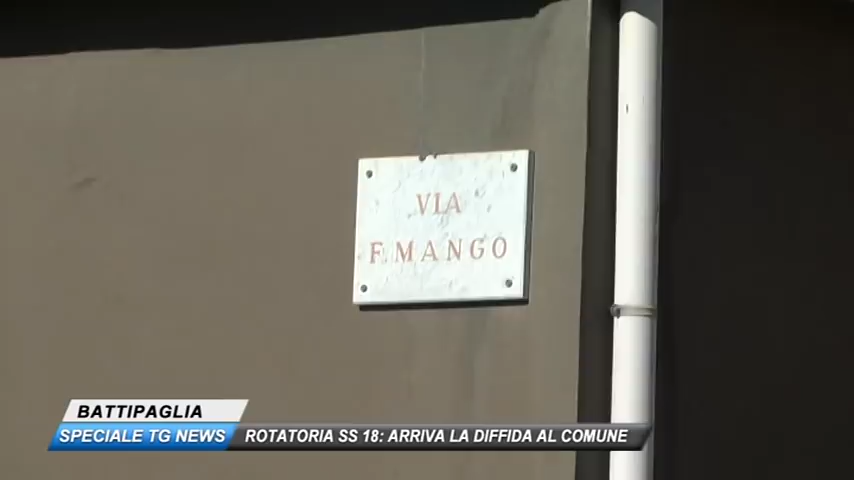 VIA
F. MANGO
BATTIPAGLIA
SPECIALE TG NEWS
ROTATORIA SS 18: ARRIVA LA DIFFIDA AL COMUNE